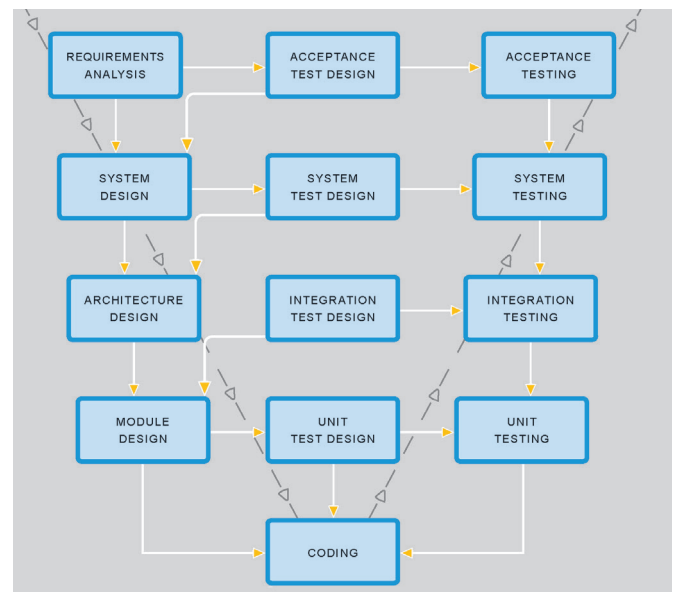 REQUIREMENTS
ANALYSIS
ACCEPTANCE
TEST DESIGN
ACCEPTANCE
TESTING
SYSTEM
DESIGN
SYSTEM
TEST DESIGN
SYSTEM
TESTING
ARCHITECTURE
DESIGN
INTEGRATION
TEST DESIGN
INTEGRATION
TESTING
MODULE
DESIGN
UNIT
TEST DESIGN
UNIT
TESTING
CODING